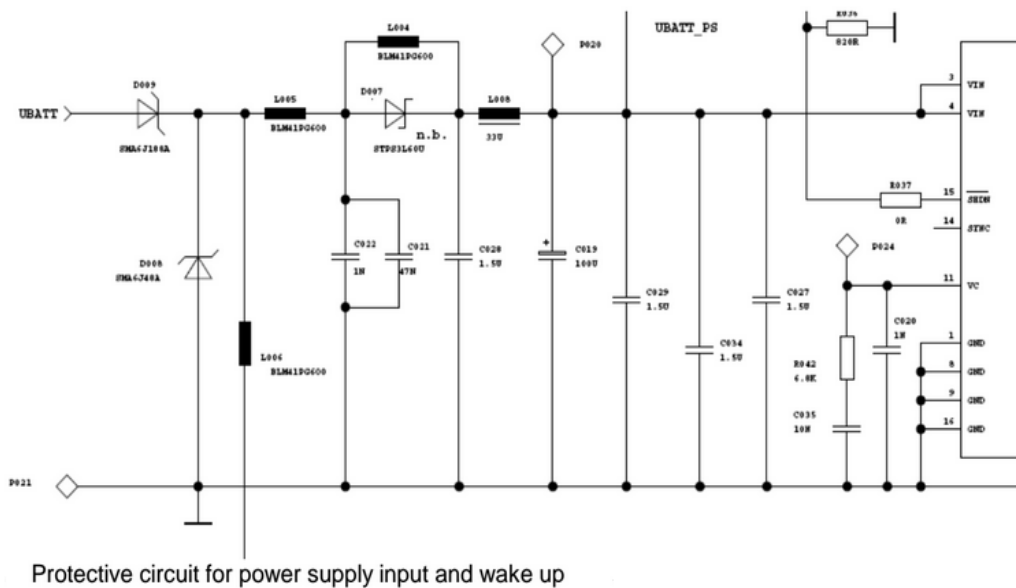 R036
820R
UBATT_PS
L004
BLM41PG600
P020
D009
UBATT
SMA6J188A
L005
BLM41PG600
D007
n.b.
STPS3L60U
L008
33U
3 VIN
4 VIN
R037
0R
15 SHDN
14 SYNC
P024
D008
SMA6J48A
C022
1N
C021
47N
C028
1.5U
+
C019
100U
C029
1.5U
C034
1.5U
C027
1.5U
11 VC
C020
1N
R042
6.8K
C035
10N
1 GND
8 GND
9 GND
16 GND
L006
BLM41PG600
P021
Protective circuit for power supply input and wake up